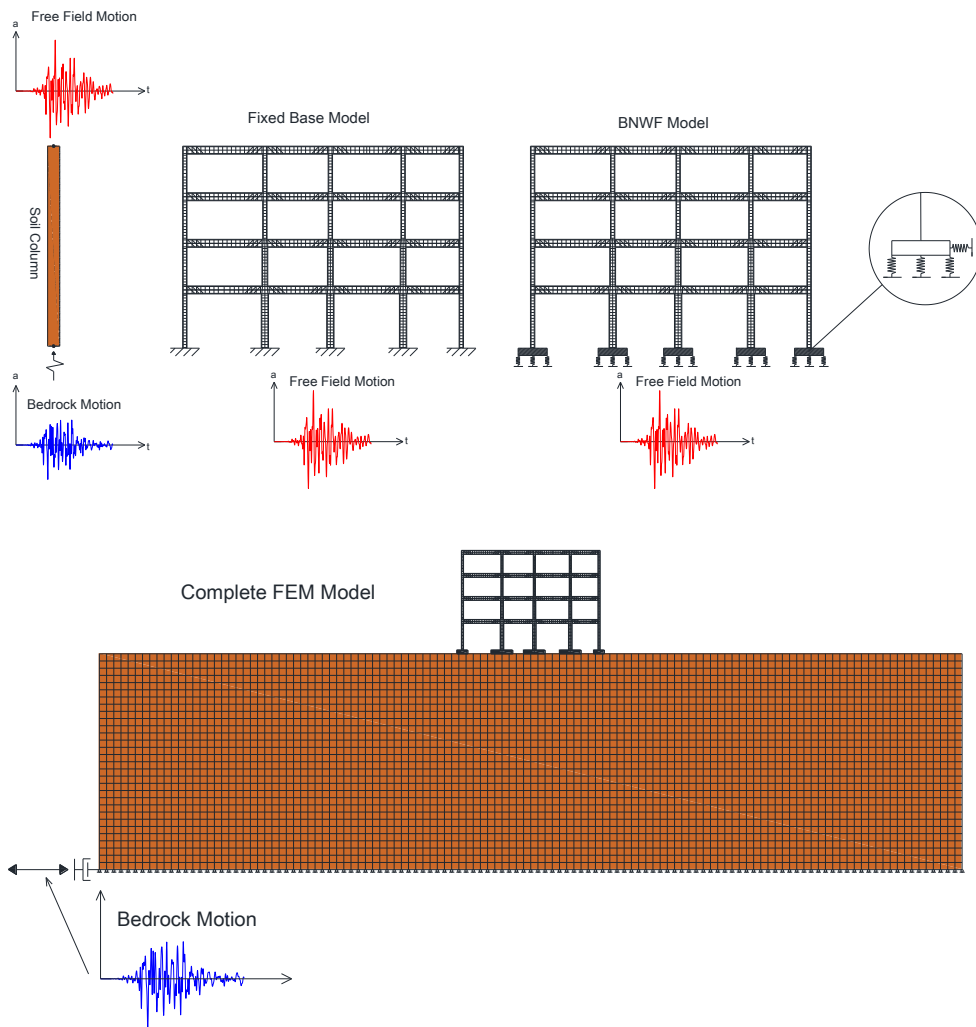 Free Field Motion
a
t
Fixed Base Model
BNWF Model
Soil Column
a
Bedrock Motion
t
a
Free Field Motion
t
a
Free Field Motion
t
Complete FEM Model
a
Bedrock Motion